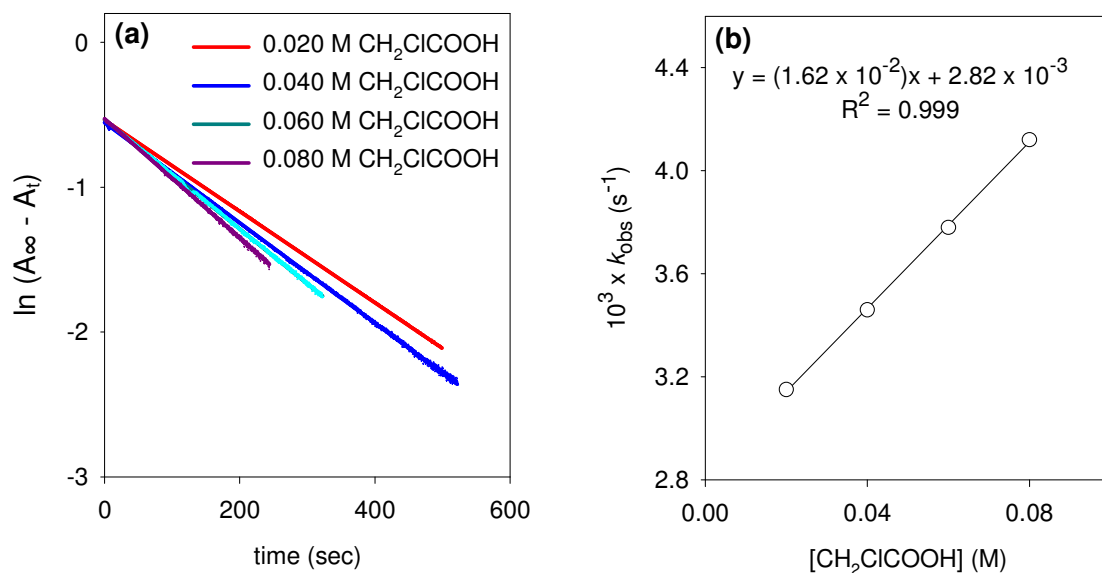 (a)
0.020 M CH₂ClCOOH
0.040 M CH₂ClCOOH
0.060 M CH₂ClCOOH
0.080 M CH₂ClCOOH
0
-1
-2
-3
ln (A∞ - Aₜ)
0
200
400
600
time (sec)
(b)
y = (1.62 x 10⁻²)x + 2.82 x 10⁻³
R² = 0.999
4.4
4.0
3.6
3.2
2.8
10³ x k_obs (s⁻¹)
0.00
0.04
0.08
[CH₂ClCOOH] (M)